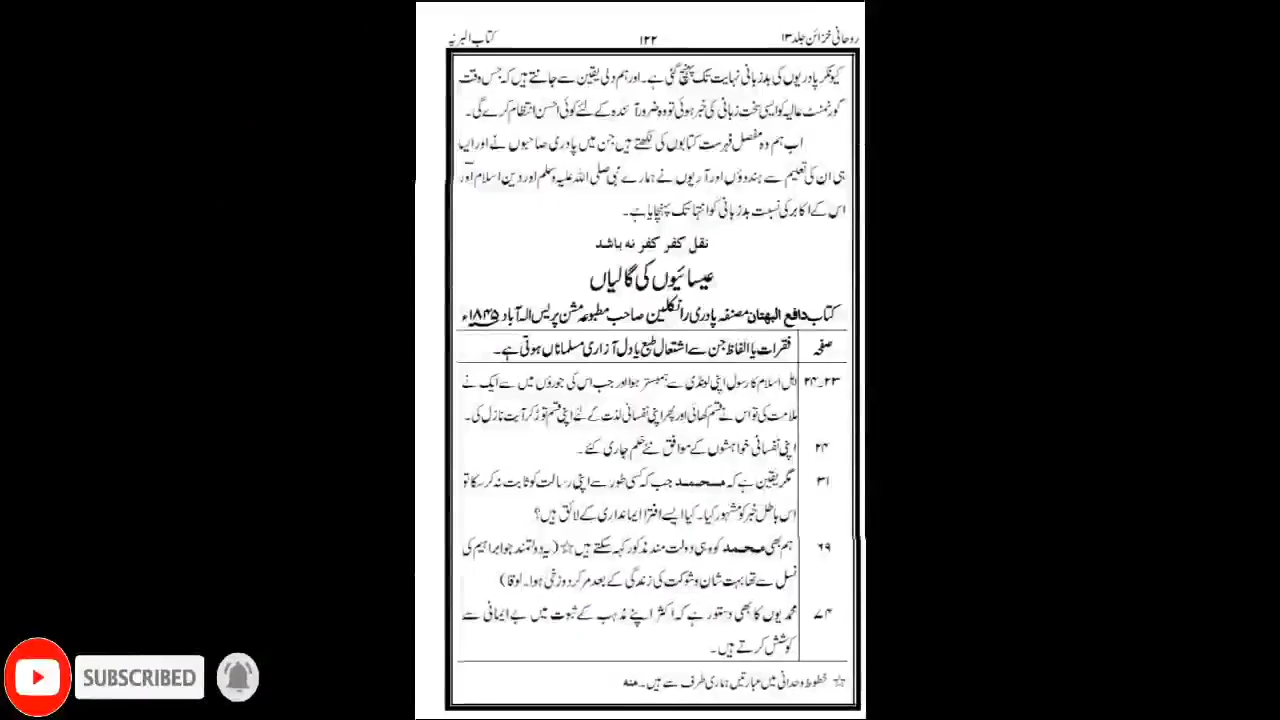 روحانی خزائن جلد ۱۳
۱۲۲
کتاب البریہ
کیونکر پادریوں کی بدزبانی نہایت تک پہنچ گئی ہے۔ اور ہم دلی یقین سے جانتے ہیں کہ جس وقت
گورنمنٹ عالیہ کو ایسی سخت زبانی کی خبر ہوئی تو وہ ضرور آئندہ کے لئے کوئی احسن انتظام کرے گی۔
اب ہم وہ مفصل فہرست کتابوں کی لکھتے ہیں جن میں پادری صاحبوں نے اور ایسا
ہی ان کی تعلیم سے ہندوؤں اور آریوں نے ہمارے نبی صلی اللہ علیہ وسلم اور دین اسلام اور
اس کے اکابر کی نسبت بدزبانی کو انتہا تک پہنچایا ہے۔
نقل کفر کفر نہ باشد
عیسائیوں کی گالیاں
کتاب دافع البہتان مصنفہ پادری رانکلین صاحب مطبوعہ مشن پریس الہ آباد ۱۸۴۵ء
صفحہ فقرات یا الفاظ جن سے اشتعال طبع یا دل آزاری مسلماناں ہوتی ہے۔
۲۳۔۲۴ اہل اسلام کا رسول اپنی لونڈی سے ہمبستر ہوا اور جب اس کی جوروؤں میں سے ایک نے
ملامت کی تو اس نے قسم کھائی اور پھر اپنی نفسانی لذت کے لئے اپنی قسم توڑ کر آیت نازل کی۔
۲۴ اپنی نفسانی خواہشوں کے موافق نئے حکم جاری کئے۔
۳۱ مگر یقین ہے کہ محمد جب کہ کسی طور سے اپنی رسالت کو ثابت نہ کر سکا تو
اس باطل خبر کو مشہور کیا۔ کیا ایسے افترا ایمانداری کے لائق ہیں؟
۶۹ ہم بھی محمد کو وہی دولت مند مذکور کہہ سکتے ہیں☆ (یہ دولتمند جو ابراہیم کی
نسل سے تھا بہت شان و شوکت کی زندگی کے بعد مر کر دوزخی ہوا۔ لوقا)
۷۴ محمدیوں کا بھی دستور ہے کہ اکثر اپنے مذہب کے ثبوت میں بے ایمانی سے
کوشش کرتے ہیں۔
☆ خطوط وحدانی میں عبارتیں ہماری طرف سے ہیں۔ منہ
SUBSCRIBED